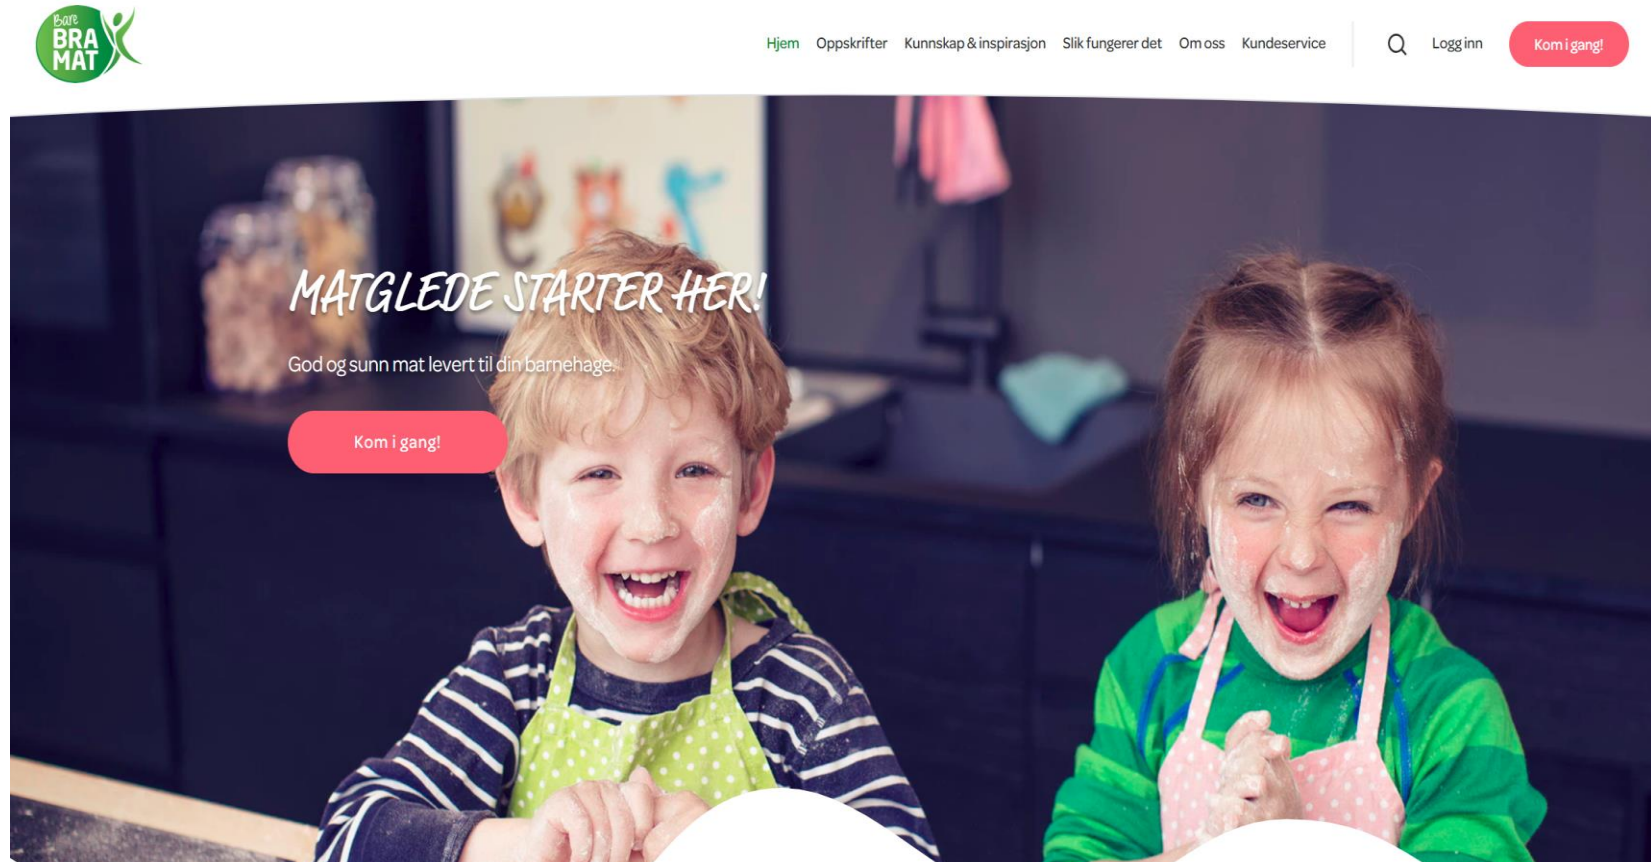 Bare
BRA
MAT
Hjem Oppskrifter Kunnskap & inspirasjon Slik fungerer det Om oss Kundeservice Logg inn Kom i gang!
MATGLEDE STARTER HER!
God og sunn mat levert til din barnehage.
Kom i gang!